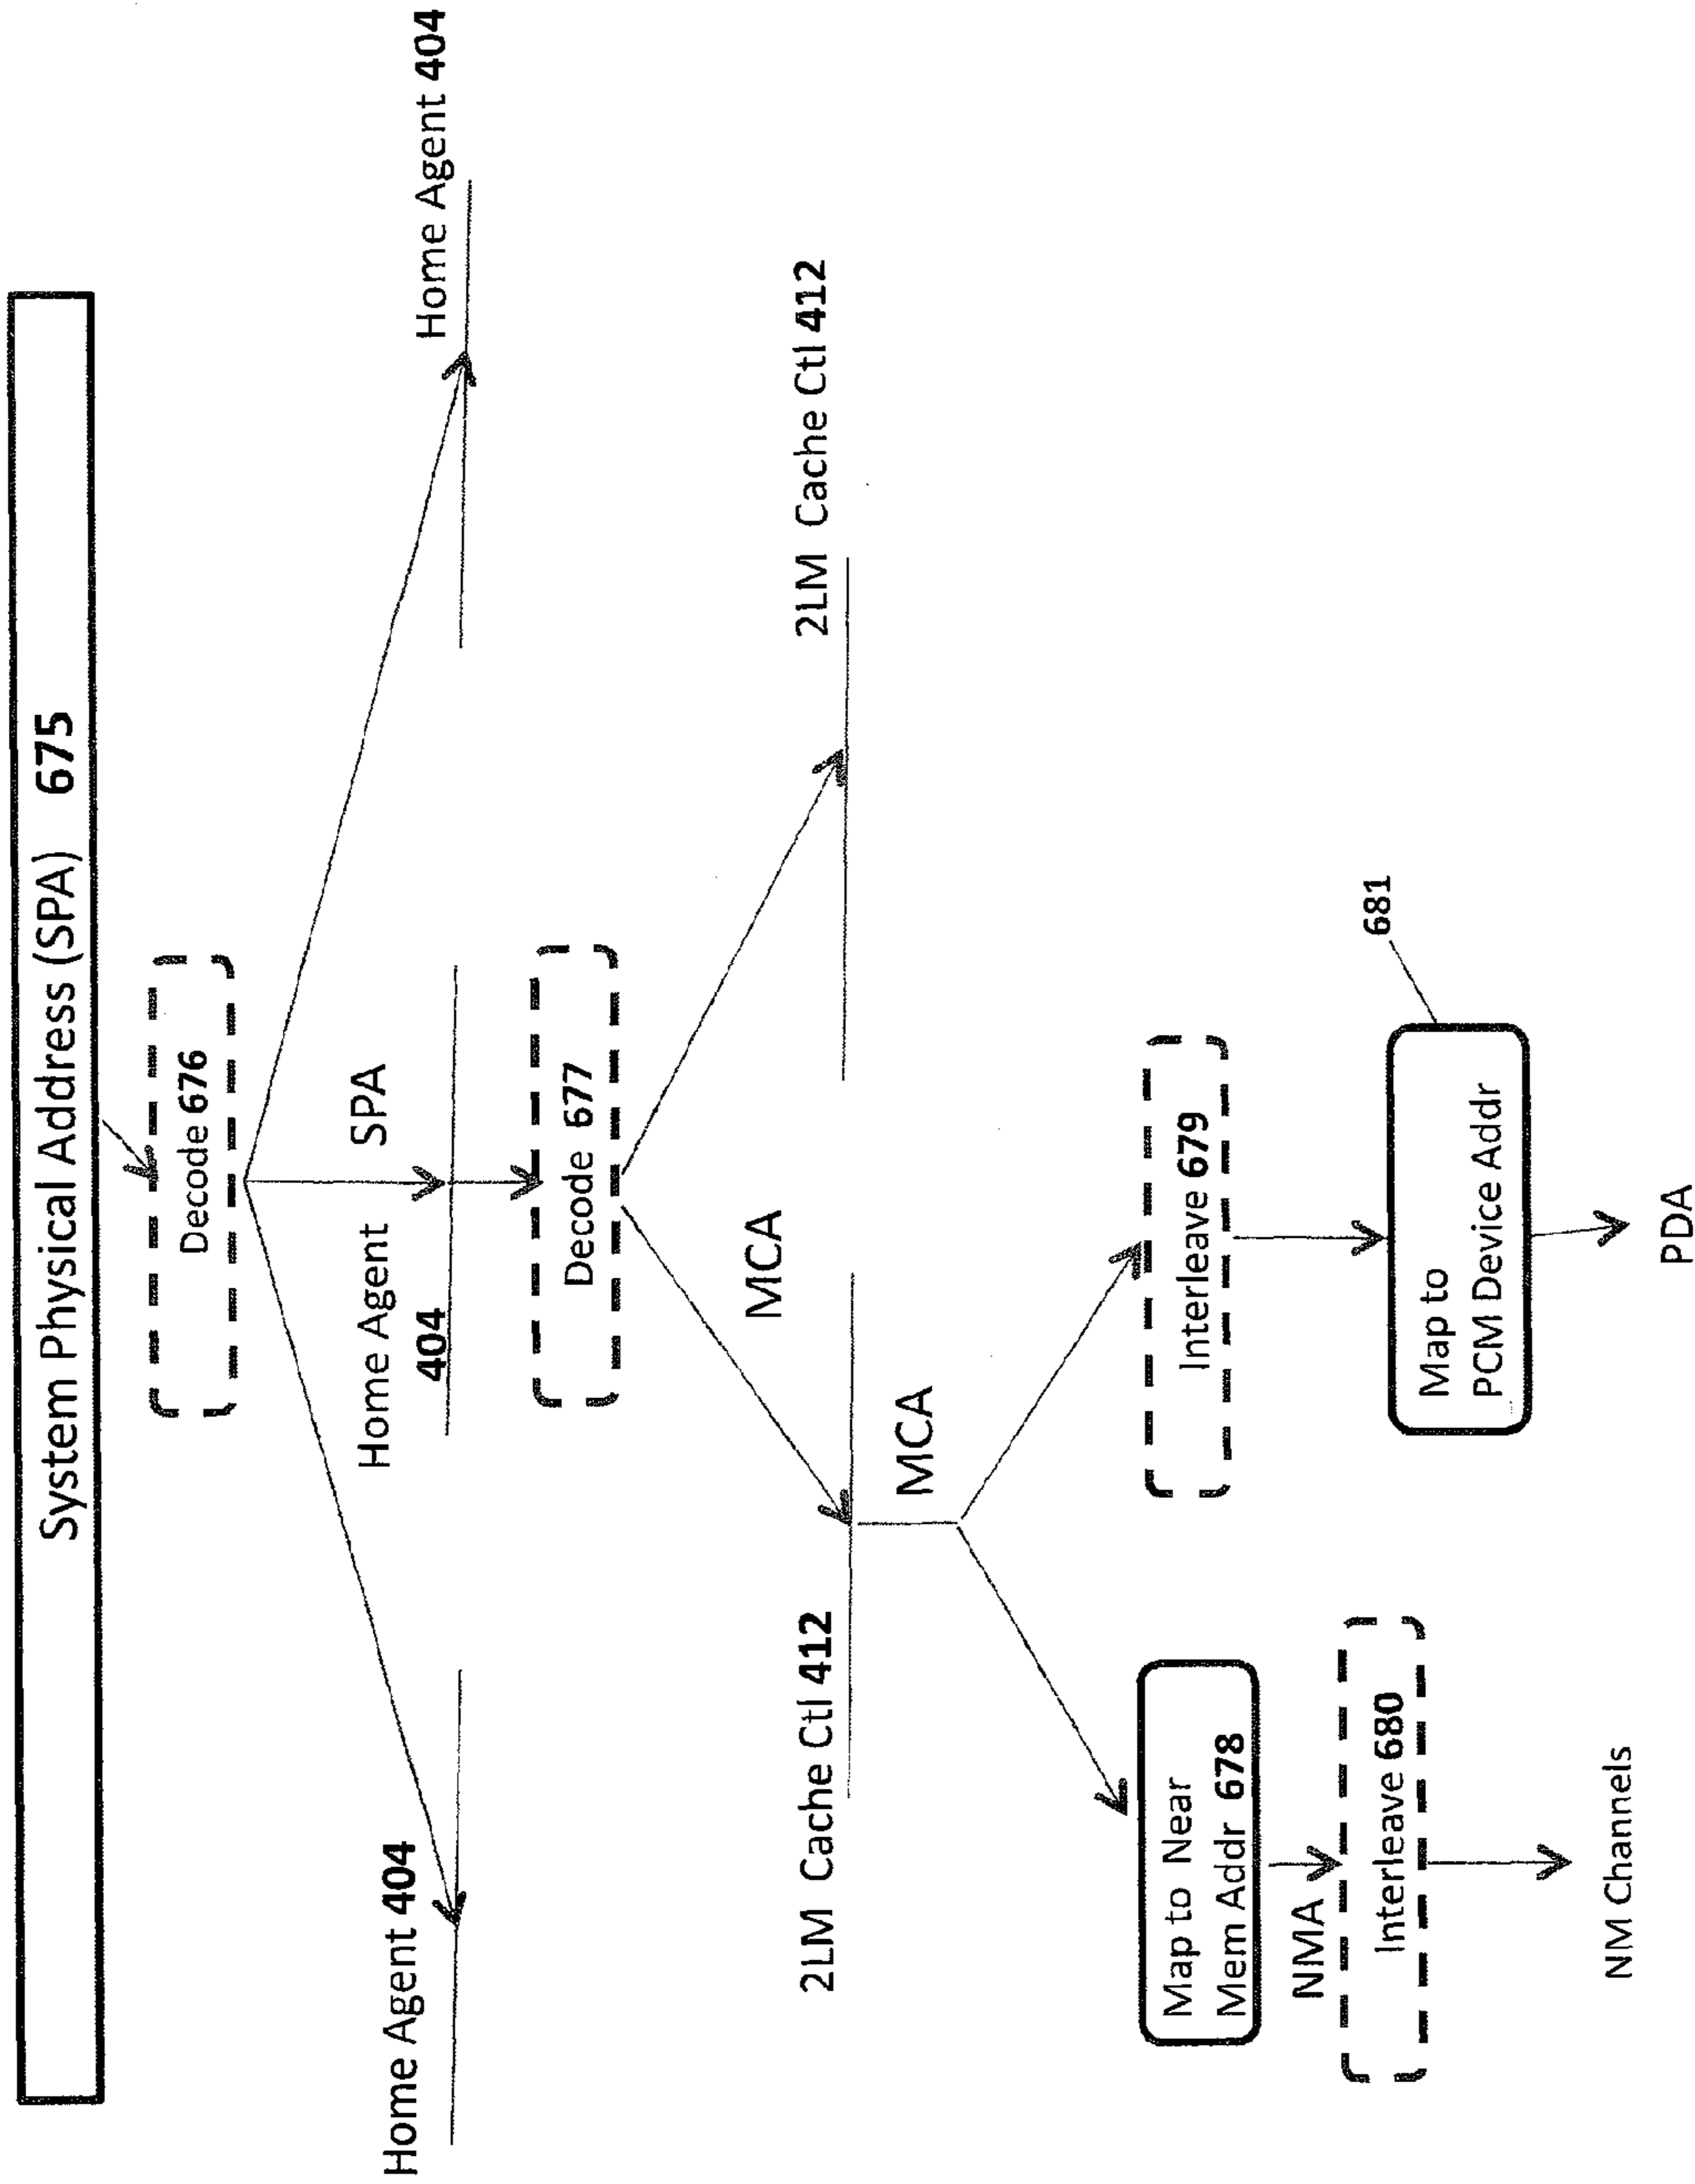 System Physical Address (SPA) 675
Decode 676
Home Agent 404
Home Agent
404
SPA
Home Agent 404
Decode 677
MCA
2LM Cache Ctl 412
2LM Cache Ctl 412
MCA
Map to Near
Mem Addr 678
Interleave 679
NMA
Interleave 680
681
Map to
PCM Device Addr
NM Channels
PDA